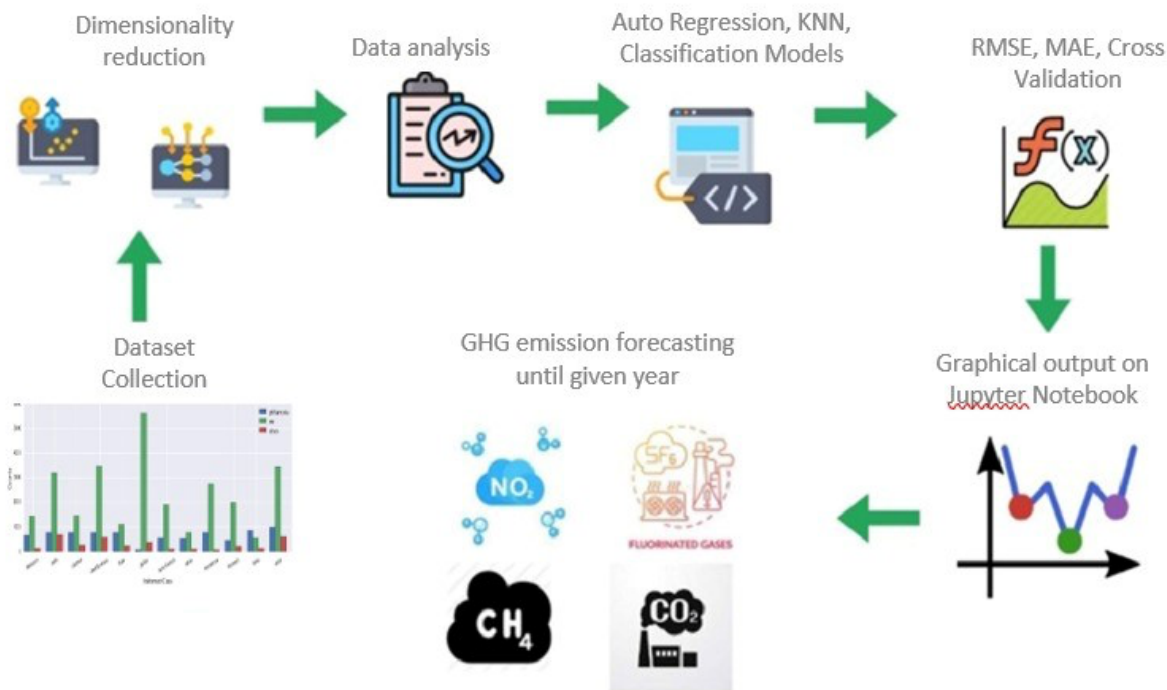 Dimensionality
reduction
Data analysis
Auto Regression, KNN,
Classification Models
RMSE, MAE, Cross
Validation
f(x)
</>
Dataset
Collection
GHG emission forecasting
until given year
Graphical output on
Jupyter Notebook
NO₂
SF₆
FLUORINATED GASES
CH₄
CO₂